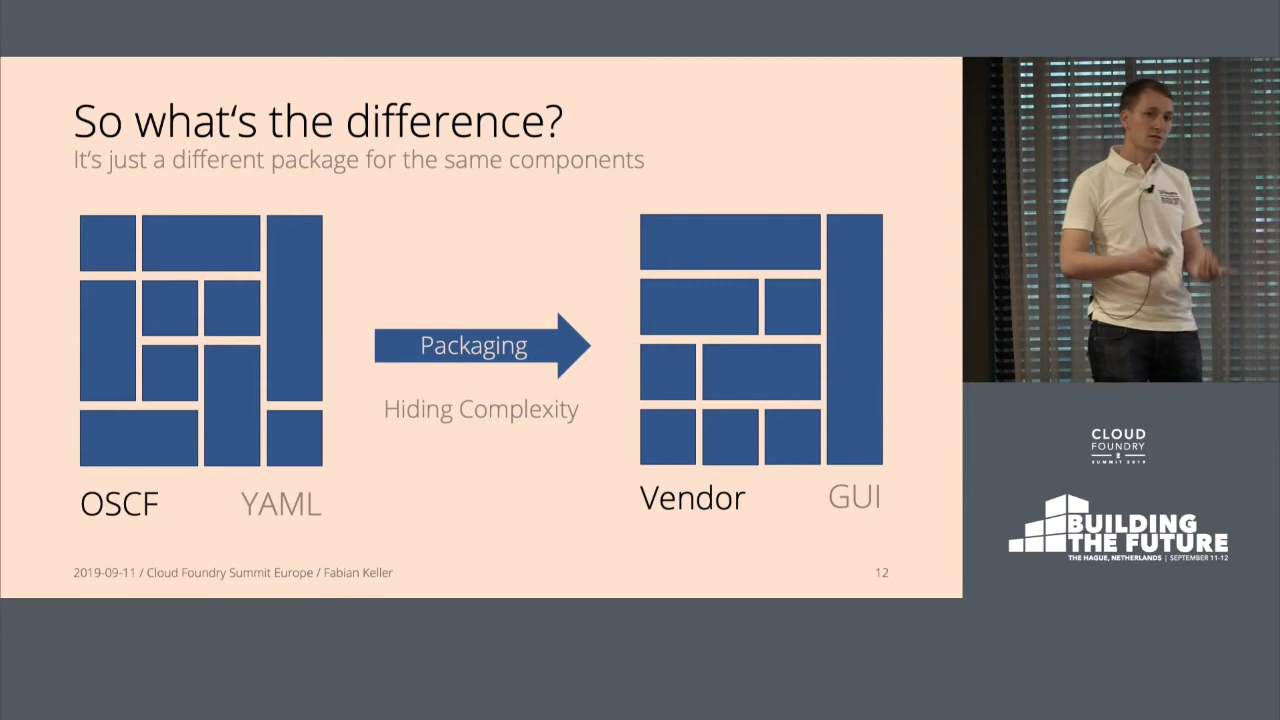 So what‘s the difference?
It‘s just a different package for the same components
Packaging
Hiding Complexity
OSCF
YAML
Vendor
GUI
2019-09-11 / Cloud Foundry Summit Europe / Fabian Keller
12
CLOUD
FOUNDRY
SUMMIT 2019
BUILDING
THE FUTURE
THE HAGUE, NETHERLANDS | SEPTEMBER 11-12